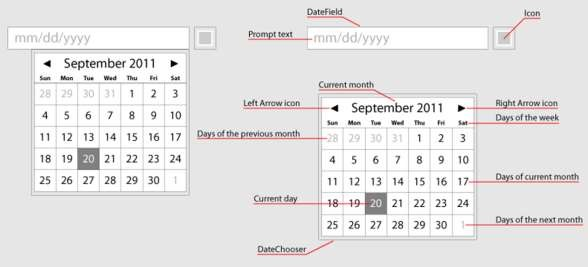 mm/dd/yyyy
◄ September 2011 ►
Sun Mon Tue Wed Thu Fri Sat
28 29 30 31 1 2 3
4 5 6 7 8 9 10
11 12 13 14 15 16 17
18 19 20 21 22 23 24
25 26 27 28 29 30 1
DateField
Icon
Prompt text
mm/dd/yyyy
Current month
Left Arrow icon
◄ September 2011 ►
Right Arrow icon
Sun Mon Tue Wed Thu Fri Sat
Days of the week
Days of the previous month
28 29 30 31 1 2 3
4 5 6 7 8 9 10
11 12 13 14 15 16 17
Days of current month
Current day
18 19 20 21 22 23 24
25 26 27 28 29 30 1
Days of the next month
DateChooser